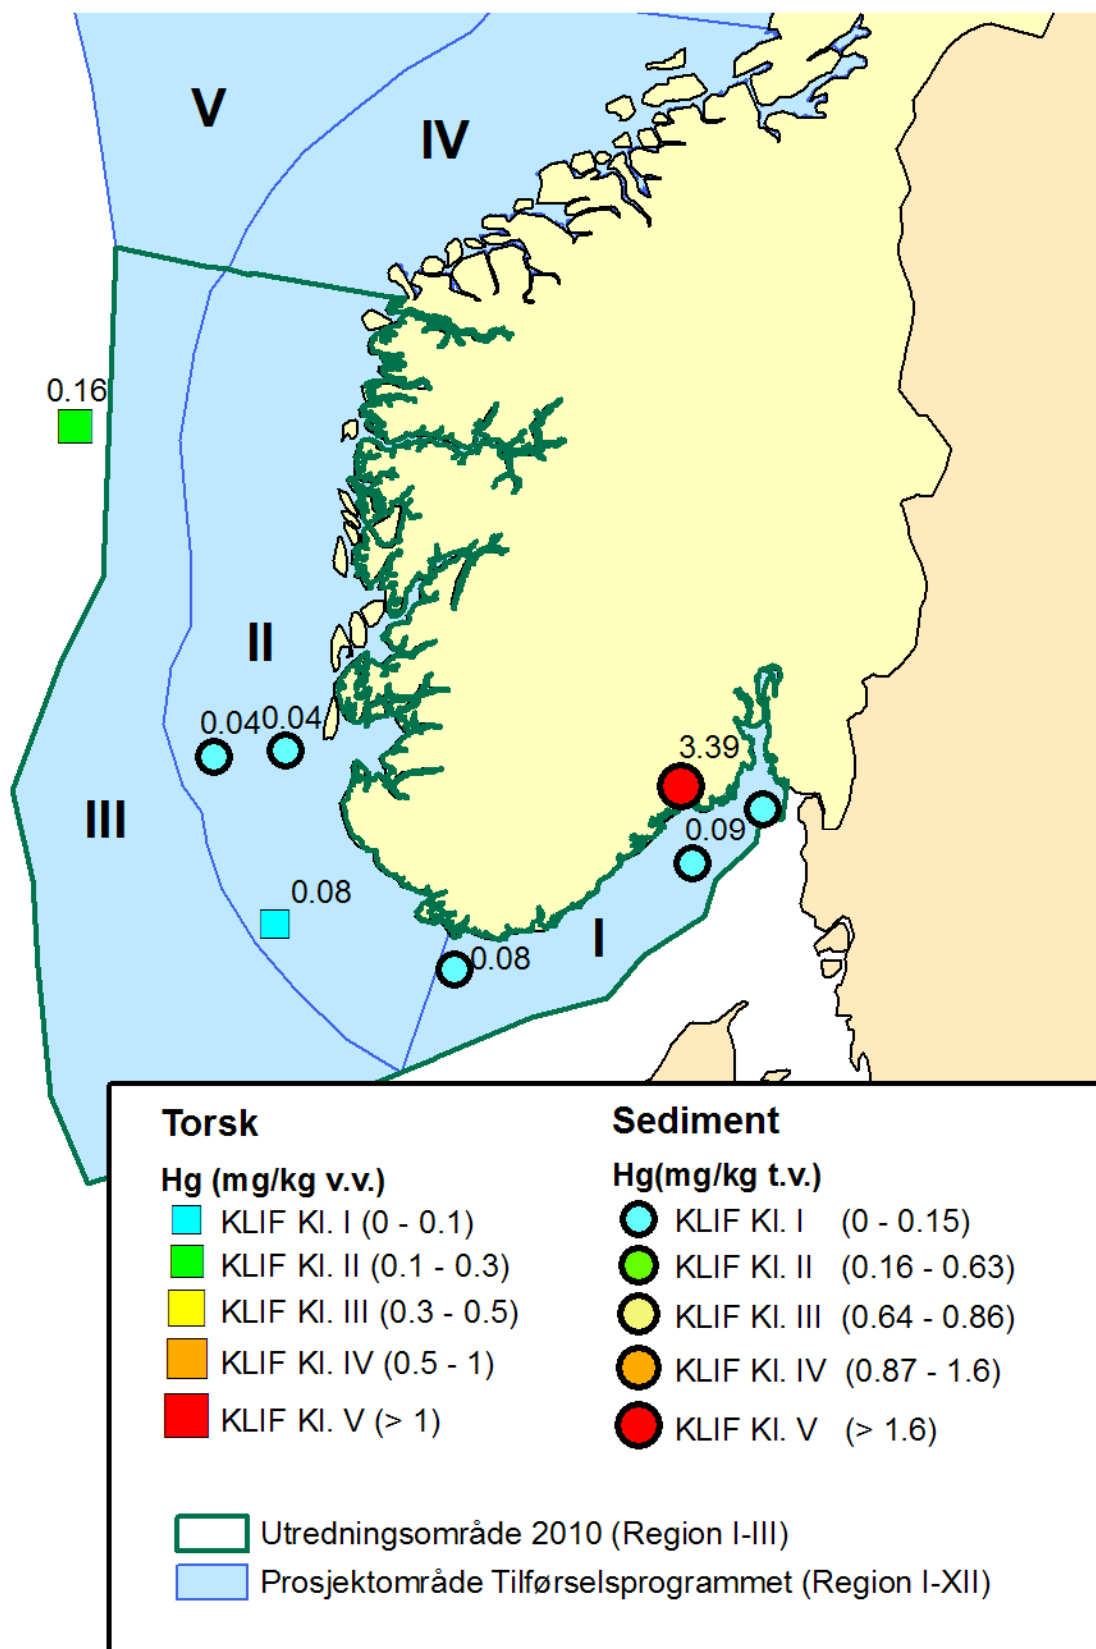 V
IV
0.16
II
0.04
0.04
3.39
III
0.09
0.08
I
0.08
Torsk
Hg (mg/kg v.v.)
KLIF Kl. I (0 - 0.1)
KLIF Kl. II (0.1 - 0.3)
KLIF Kl. III (0.3 - 0.5)
KLIF Kl. IV (0.5 - 1)
KLIF Kl. V (> 1)
Sediment
Hg(mg/kg t.v.)
KLIF Kl. I (0 - 0.15)
KLIF Kl. II (0.16 - 0.63)
KLIF Kl. III (0.64 - 0.86)
KLIF Kl. IV (0.87 - 1.6)
KLIF Kl. V (> 1.6)
Utredningsområde 2010 (Region I-III)
Prosjektområde Tilførselsprogrammet (Region I-XII)